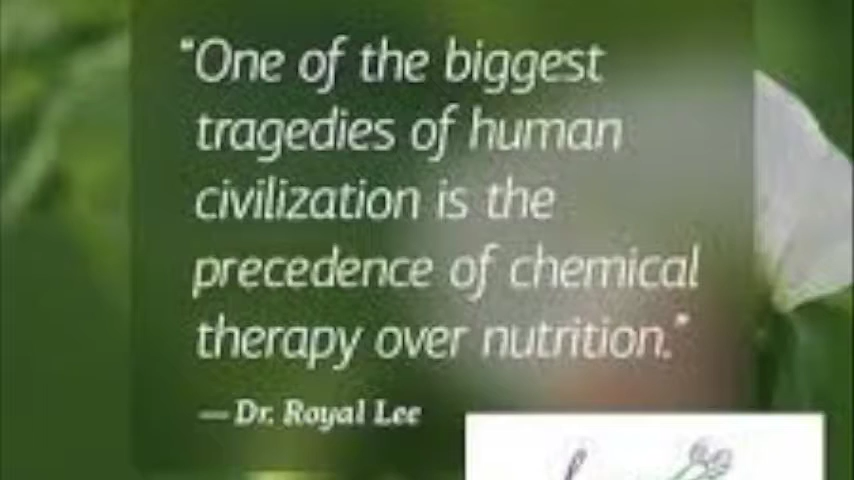 “One of the biggest
tragedies of human
civilization is the
precedence of chemical
therapy over nutrition.”
— Dr. Royal Lee